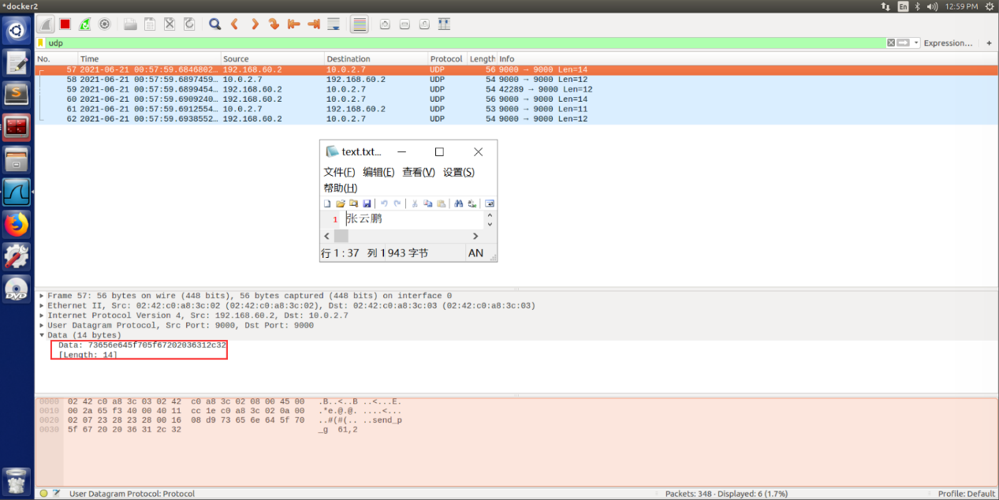 *docker2
En
12:59 PM
udp
Expression…
+
No. Time Source Destination Protocol Length Info
57 2021-06-21 00:57:59.6846802… 192.168.60.2 10.0.2.7 UDP 56 9000 → 9000 Len=14
58 2021-06-21 00:57:59.6897459… 10.0.2.7 192.168.60.2 UDP 54 9000 → 9000 Len=12
59 2021-06-21 00:57:59.6899454… 192.168.60.2 10.0.2.7 UDP 54 42289 → 9000 Len=12
60 2021-06-21 00:57:59.6909240… 192.168.60.2 10.0.2.7 UDP 56 9000 → 9000 Len=14
61 2021-06-21 00:57:59.6912554… 10.0.2.7 192.168.60.2 UDP 53 9000 → 9000 Len=11
62 2021-06-21 00:57:59.6938552… 192.168.60.2 10.0.2.7 UDP 54 9000 → 9000 Len=12
text.txt...
文件(F) 编辑(E) 查看(V) 设置(S)
帮助(H)
1 张云鹏
行 1 : 37 列 1 943 字节 AN
Frame 57: 56 bytes on wire (448 bits), 56 bytes captured (448 bits) on interface 0
Ethernet II, Src: 02:42:c0:a8:3c:02 (02:42:c0:a8:3c:02), Dst: 02:42:c0:a8:3c:03 (02:42:c0:a8:3c:03)
Internet Protocol Version 4, Src: 192.168.60.2, Dst: 10.0.2.7
User Datagram Protocol, Src Port: 9000, Dst Port: 9000
Data (14 bytes)
Data: 73656e645f705f67202036312c32
[Length: 14]
0000 02 42 c0 a8 3c 03 02 42 c0 a8 3c 02 08 00 45 00 .B..<..B ..<...E.
0010 00 2a 65 f3 40 00 40 11 cc 1e c0 a8 3c 02 0a 00 .*e.@.@. ....<...
0020 02 07 23 28 23 28 00 16 08 d9 73 65 6e 64 5f 70 ..#(#(.. ..send_p
0030 5f 67 20 20 36 31 2c 32 _g 61,2
User Datagram Protocol: Protocol
Packets: 348 · Displayed: 6 (1.7%)
Profile: Default